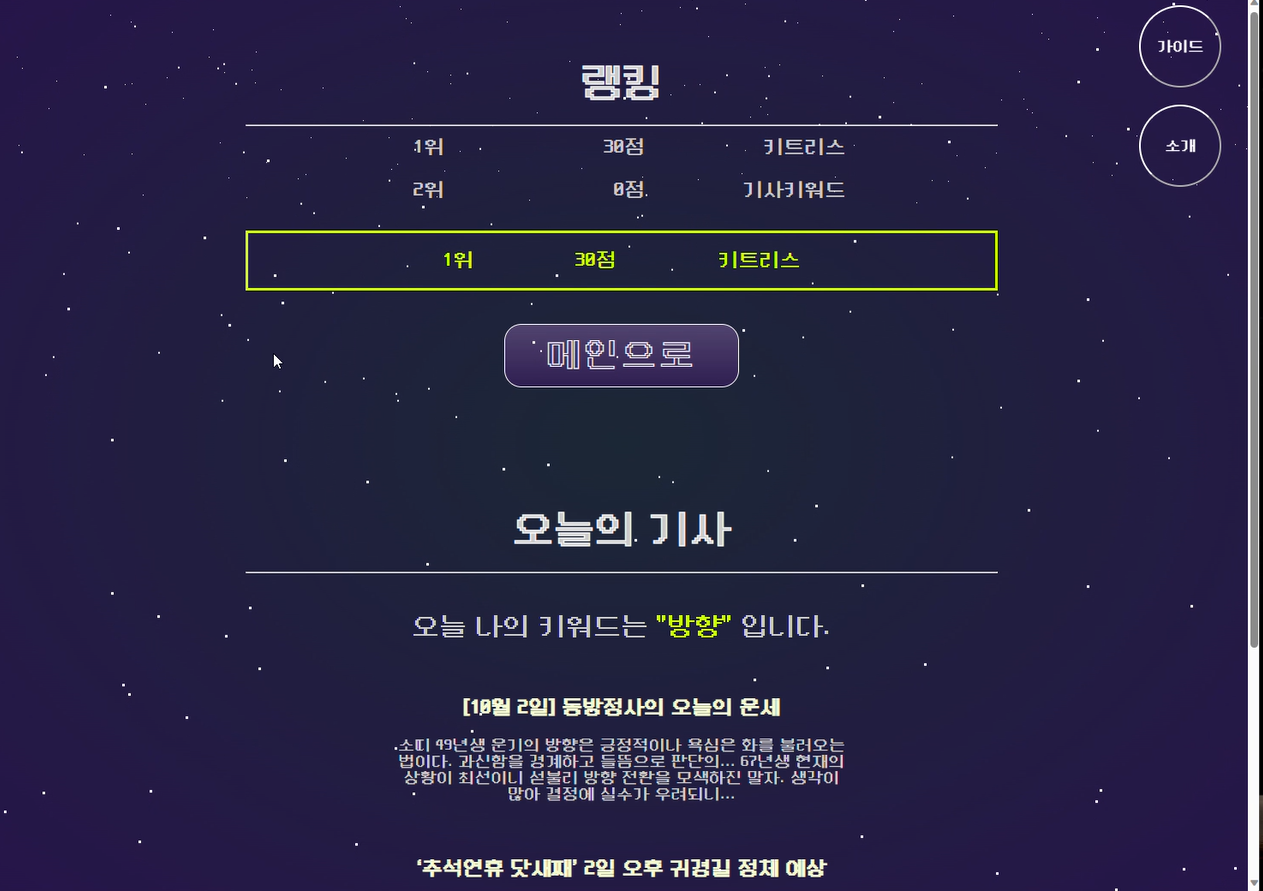 가이드
소개
랭킹
1위 30점 키트리스
2위 0점 기사키워드
1위 30점 키트리스
메인으로
오늘의 기사
오늘 나의 키워드는 "방향" 입니다.
[10월 2일] 동방정사의 오늘의 운세
소띠 49년생 운기의 방향은 긍정적이나 욕심은 화를 불러오는
법이다. 과신함을 경계하고 들뜸으로 판단의... 67년생 현재의
상황이 최선이니 섣불리 방향 전환을 모색하진 말자. 생각이
많아 결정에 실수가 우려되니...
‘추석연휴 닷새째’ 2일 오후 귀경길 정체 예상